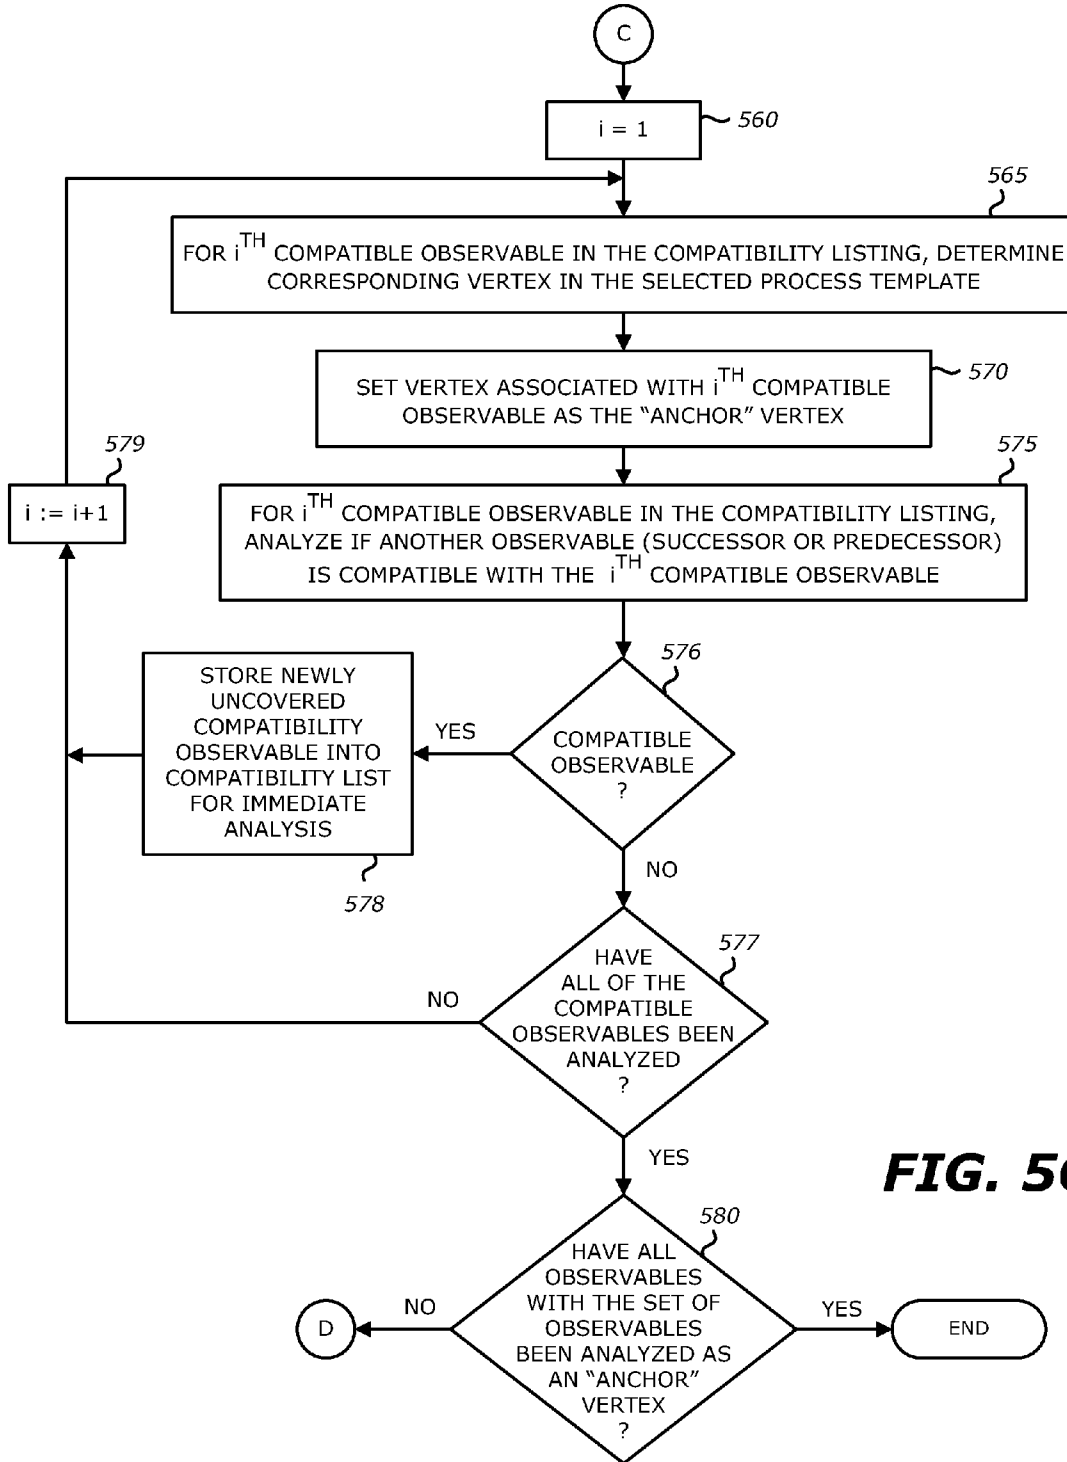 C
i = 1
560
565
FOR iTH COMPATIBLE OBSERVABLE IN THE COMPATIBILITY LISTING, DETERMINE
CORRESPONDING VERTEX IN THE SELECTED PROCESS TEMPLATE
570
SET VERTEX ASSOCIATED WITH iTH COMPATIBLE
OBSERVABLE AS THE “ANCHOR” VERTEX
579
i := i+1
575
FOR iTH COMPATIBLE OBSERVABLE IN THE COMPATIBILITY LISTING,
ANALYZE IF ANOTHER OBSERVABLE (SUCCESSOR OR PREDECESSOR)
IS COMPATIBLE WITH THE iTH COMPATIBLE OBSERVABLE
576
COMPATIBLE
OBSERVABLE
?
YES
STORE NEWLY
UNCOVERED
COMPATIBILITY
OBSERVABLE INTO
COMPATIBILITY LIST
FOR IMMEDIATE
ANALYSIS
578
NO
577
HAVE
ALL OF THE
COMPATIBLE
OBSERVABLES BEEN
ANALYZED
?
NO
YES
FIG. 5
580
HAVE ALL
OBSERVABLES
WITH THE SET OF
OBSERVABLES
BEEN ANALYZED AS
AN “ANCHOR”
VERTEX
?
NO
D
YES
END